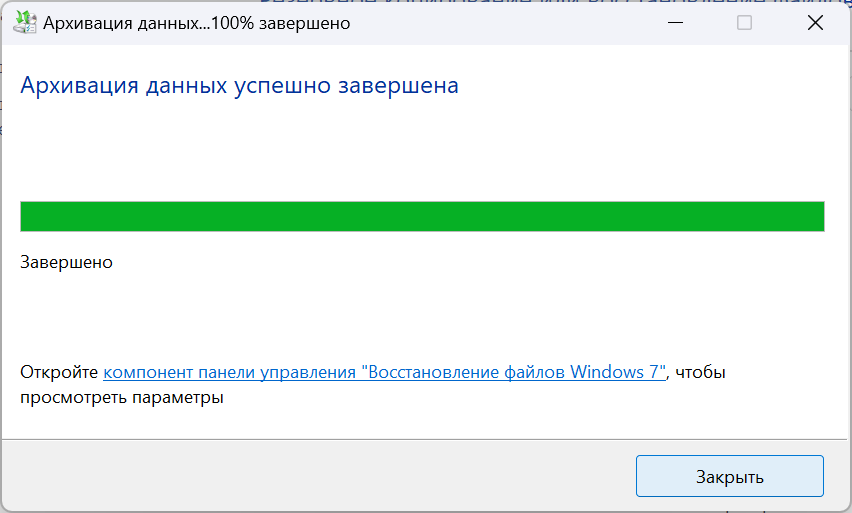 Архивация данных...100% завершено
Архивация данных успешно завершена
Завершено
Откройте компонент панели управления "Восстановление файлов Windows 7", чтобы
просмотреть параметры
Закрыть